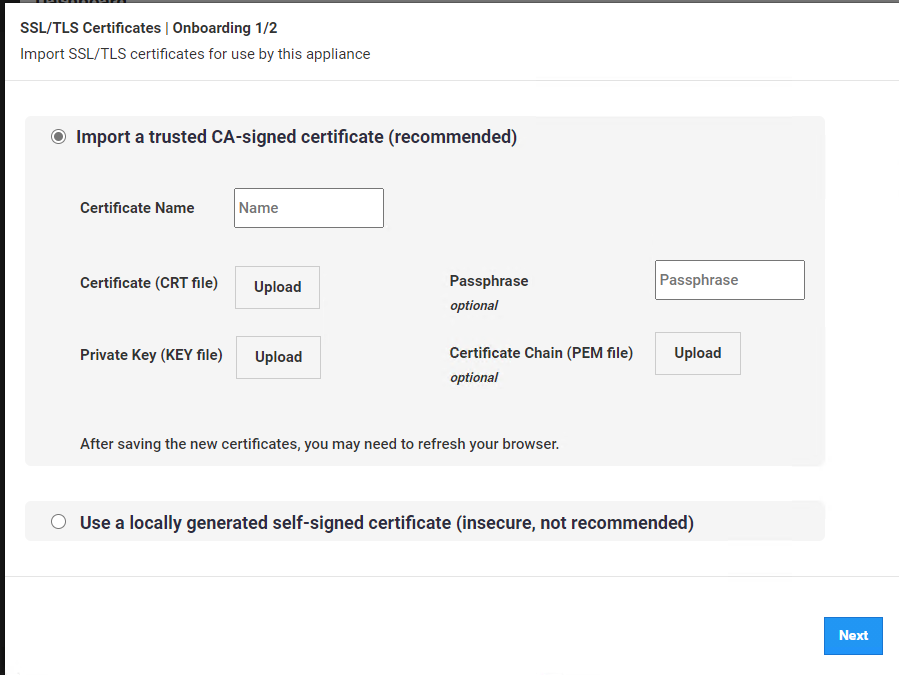 SSL/TLS Certificates | Onboarding 1/2
Import SSL/TLS certificates for use by this appliance
Import a trusted CA-signed certificate (recommended)
Certificate Name
Name
Certificate (CRT file)
Upload
Passphrase
optional
Passphrase
Private Key (KEY file)
Upload
Certificate Chain (PEM file)
optional
Upload
After saving the new certificates, you may need to refresh your browser.
Use a locally generated self-signed certificate (insecure, not recommended)
Next